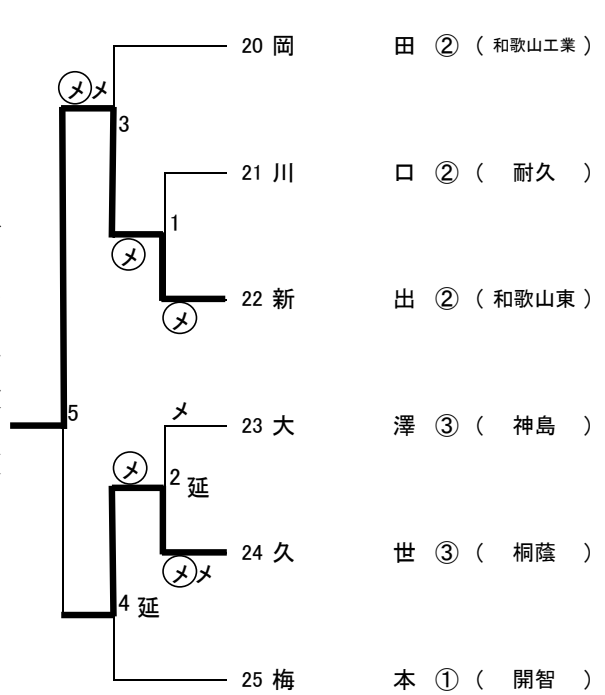 20 岡 田 ② ( 和歌山工業 )
㋱メ
3
21 川 口 ② ( 耐久 )
1
㋱
22 新 出 ② ( 和歌山東 )
㋱
5
メ
23 大 澤 ③ ( 神島 )
㋱
2 延
24 久 世 ③ ( 桐蔭 )
㋱メ
4 延
25 梅 本 ① ( 開智 )